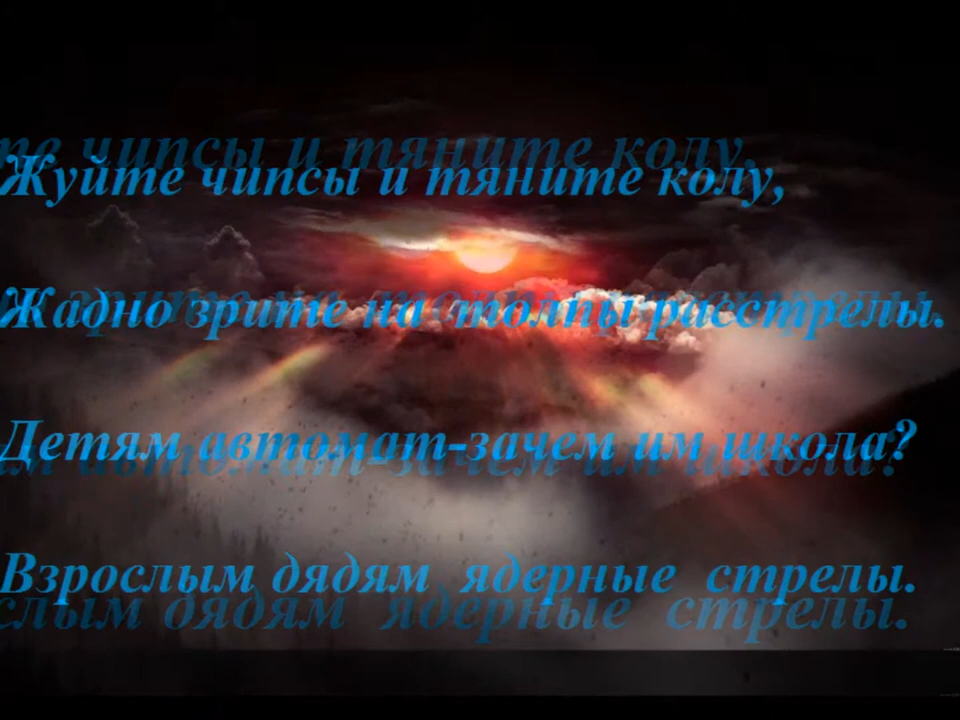 Жуйте чипсы и тяните колу,
Жадно зрите на толпы расстрелы.
Детям автомат-зачем им школа?
Взрослым дядям ядерные стрелы.